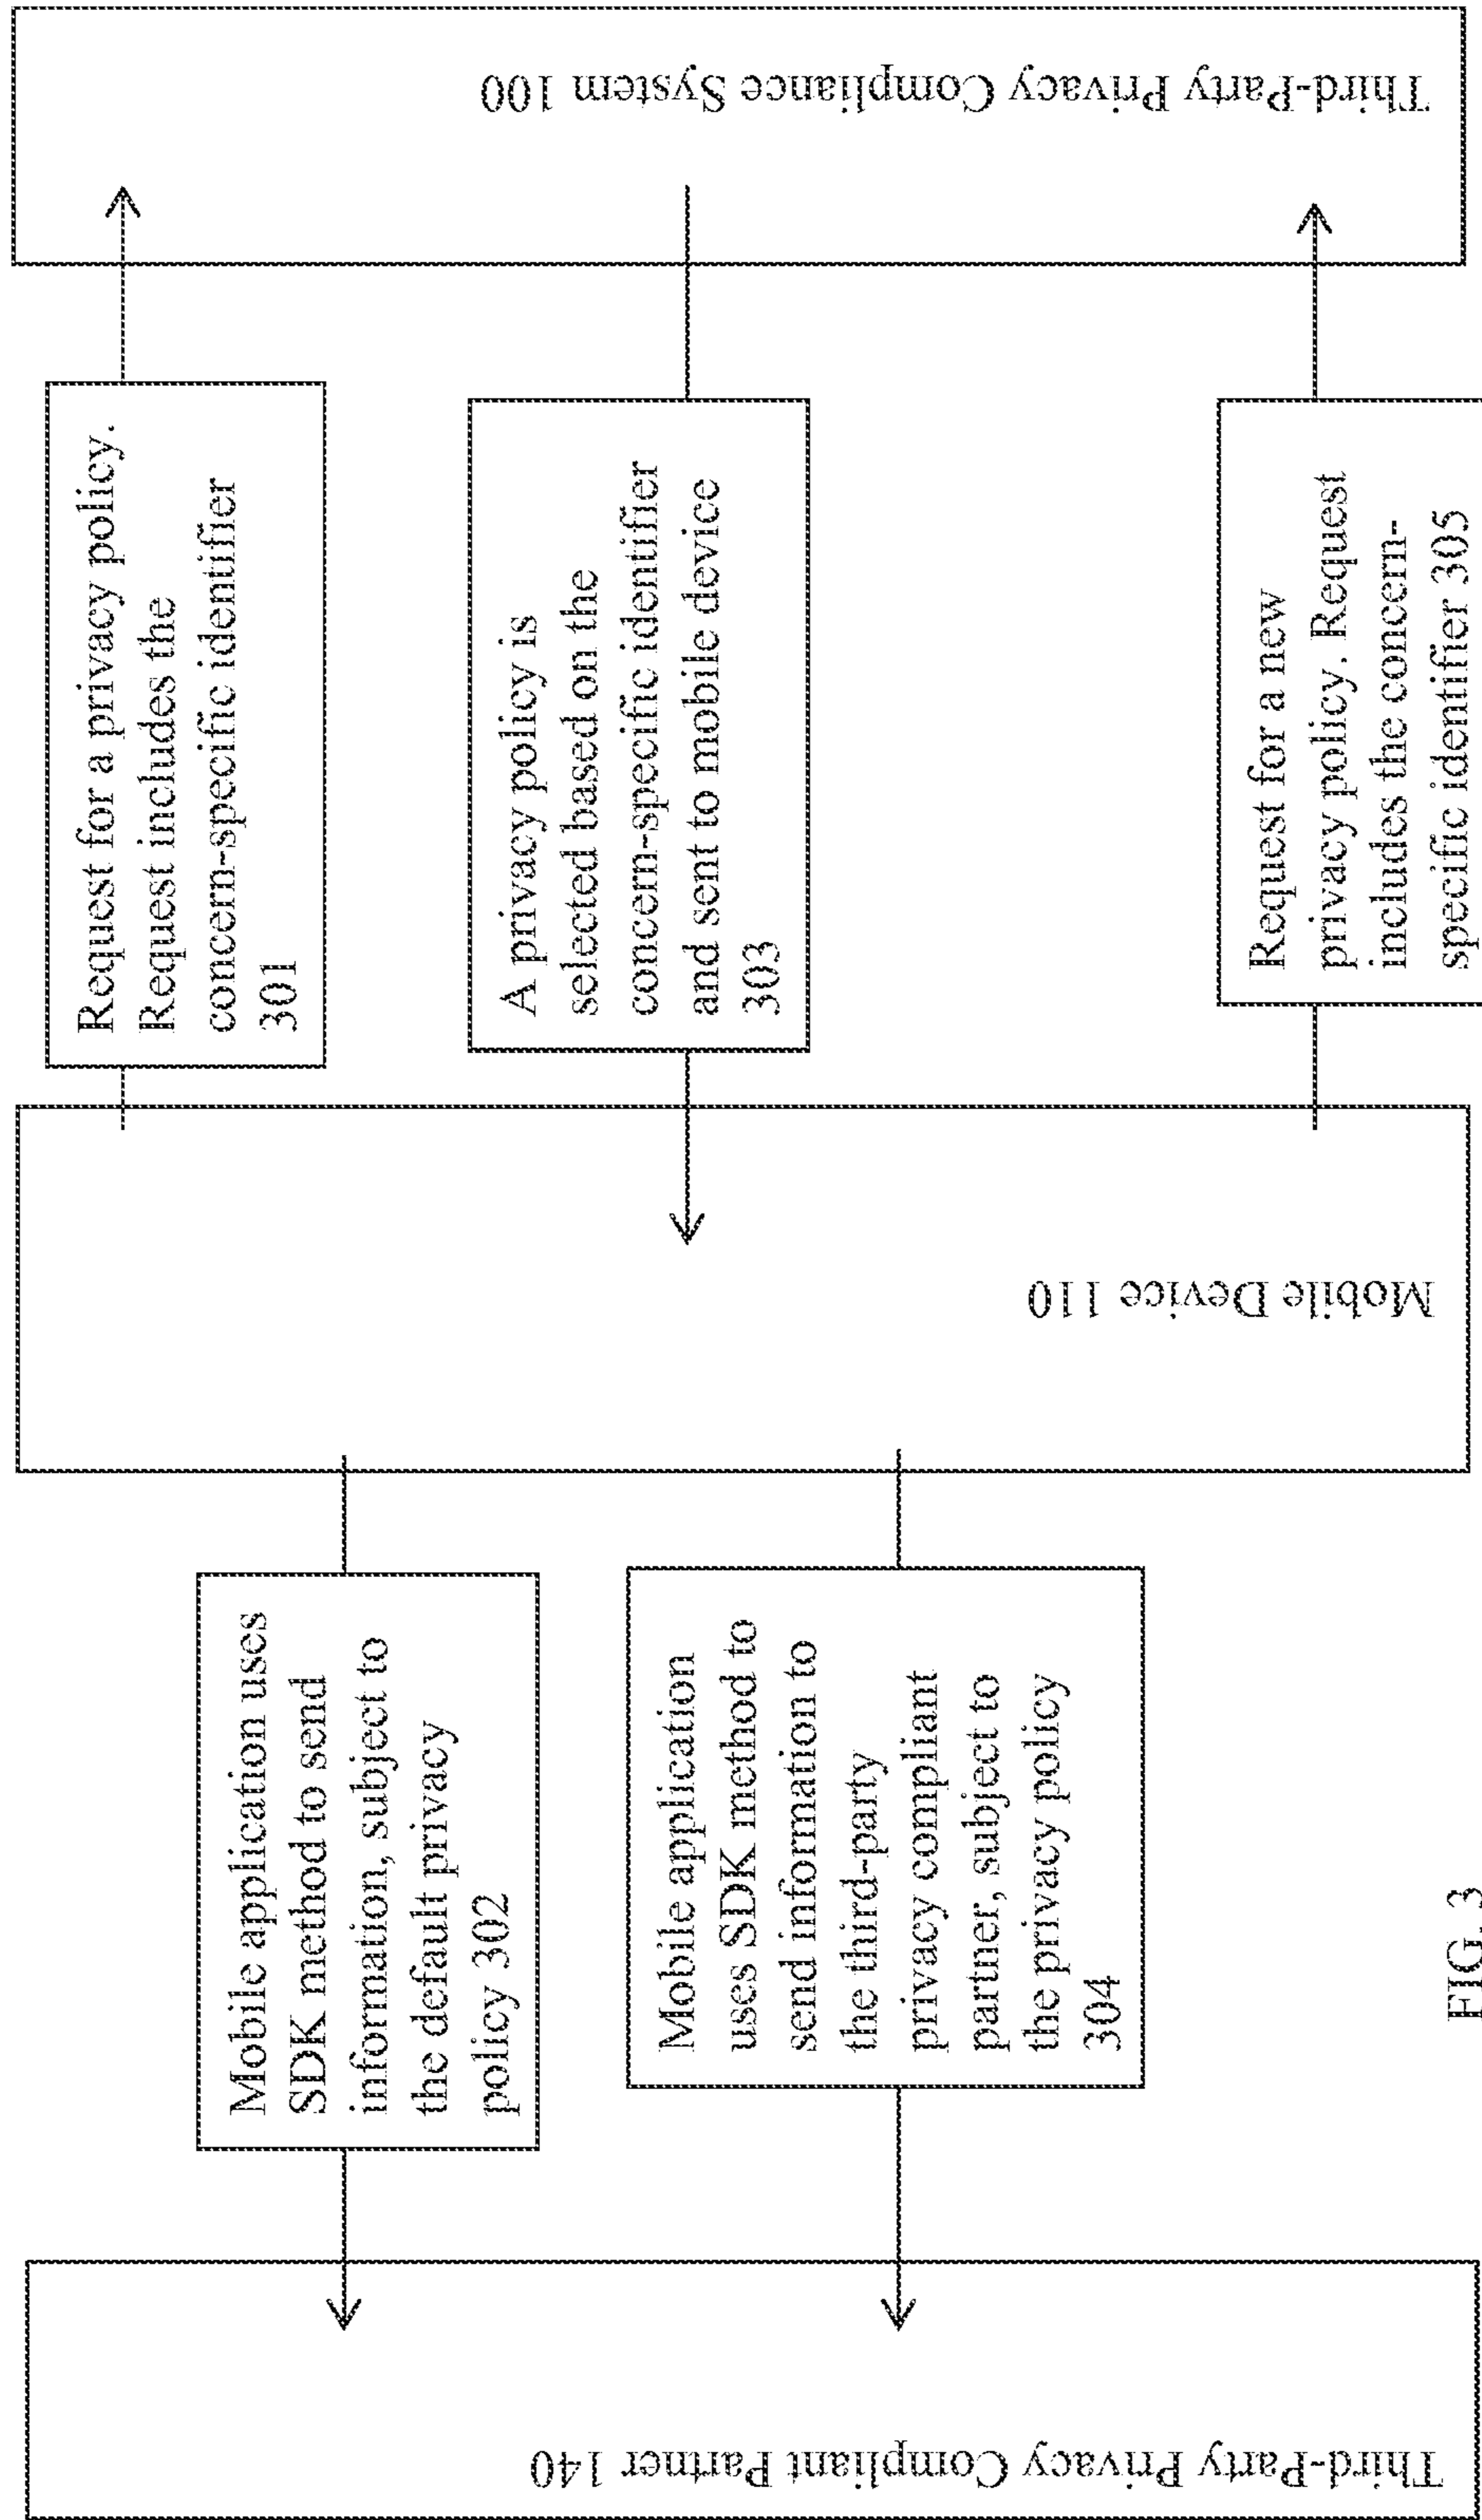 Third-Party Privacy Compliant Partner 140
Mobile application uses
SDK method to send
information, subject to
the default privacy
policy 302
Mobile application
uses SDK method to
send information to
the third-party
privacy compliant
partner, subject to
the privacy policy
304
Mobile Device 110
Request for a privacy policy.
Request includes the
concern-specific identifier
301
A privacy policy is
selected based on the
concern-specific identifier
and sent to mobile device
303
Request for a new
privacy policy. Request
includes the concern-
specific identifier 305
Third-Party Privacy Compliance System 100
FIG. 3